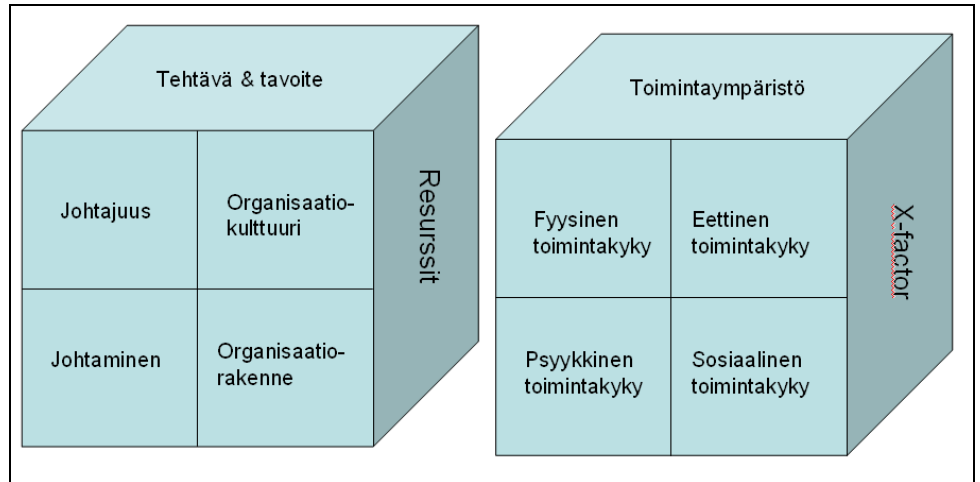 Tehtävä & tavoite
Johtajuus
Organisaatio-
kulttuuri
Johtaminen
Organisaatio-
rakenne
Resurssit
Toimintaympäristö
Fyysinen
toimintakyky
Eettinen
toimintakyky
Psyykkinen
toimintakyky
Sosiaalinen
toimintakyky
X-factor